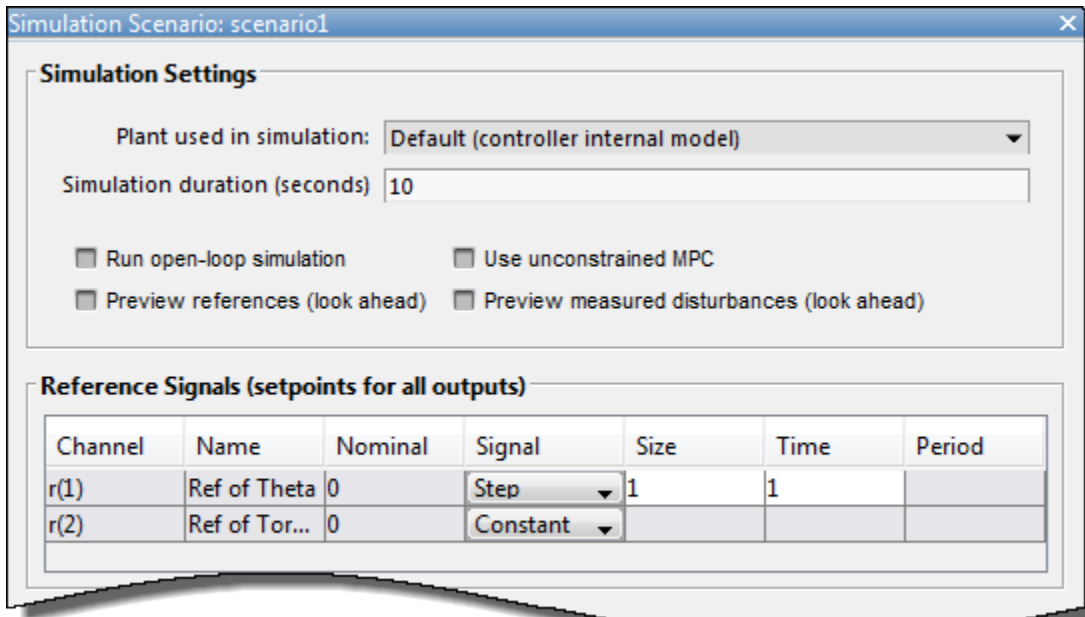 Simulation Scenario: scenario1
Simulation Settings
Plant used in simulation: Default (controller internal model)
Simulation duration (seconds) 10
Run open-loop simulation Use unconstrained MPC
Preview references (look ahead) Preview measured disturbances (look ahead)
Reference Signals (setpoints for all outputs)
Channel Name Nominal Signal Size Time Period
r(1) Ref of Theta 0 Step 1 1
r(2) Ref of Tor... 0 Constant